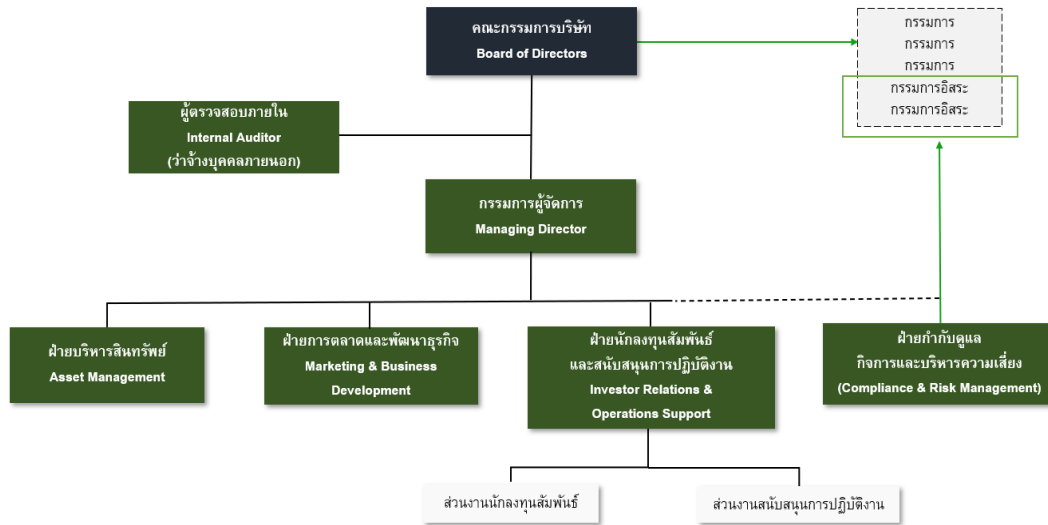 คณะกรรมการบริษัท
Board of Directors
กรรมการ
กรรมการ
กรรมการ
กรรมการอิสระ
กรรมการอิสระ
ผู้ตรวจสอบภายใน
Internal Auditor
(ว่าจ้างบุคคลภายนอก)
กรรมการผู้จัดการ
Managing Director
ฝ่ายบริหารสินทรัพย์
Asset Management
ฝ่ายการตลาดและพัฒนาธุรกิจ
Marketing & Business
Development
ฝ่ายนักลงทุนสัมพันธ์
และสนับสนุนการปฏิบัติงาน
Investor Relations &
Operations Support
ฝ่ายกำกับดูแล
กิจการและบริหารความเสี่ยง
(Compliance & Risk Management)
ส่วนงานนักลงทุนสัมพันธ์
ส่วนงานสนับสนุนการปฏิบัติงาน